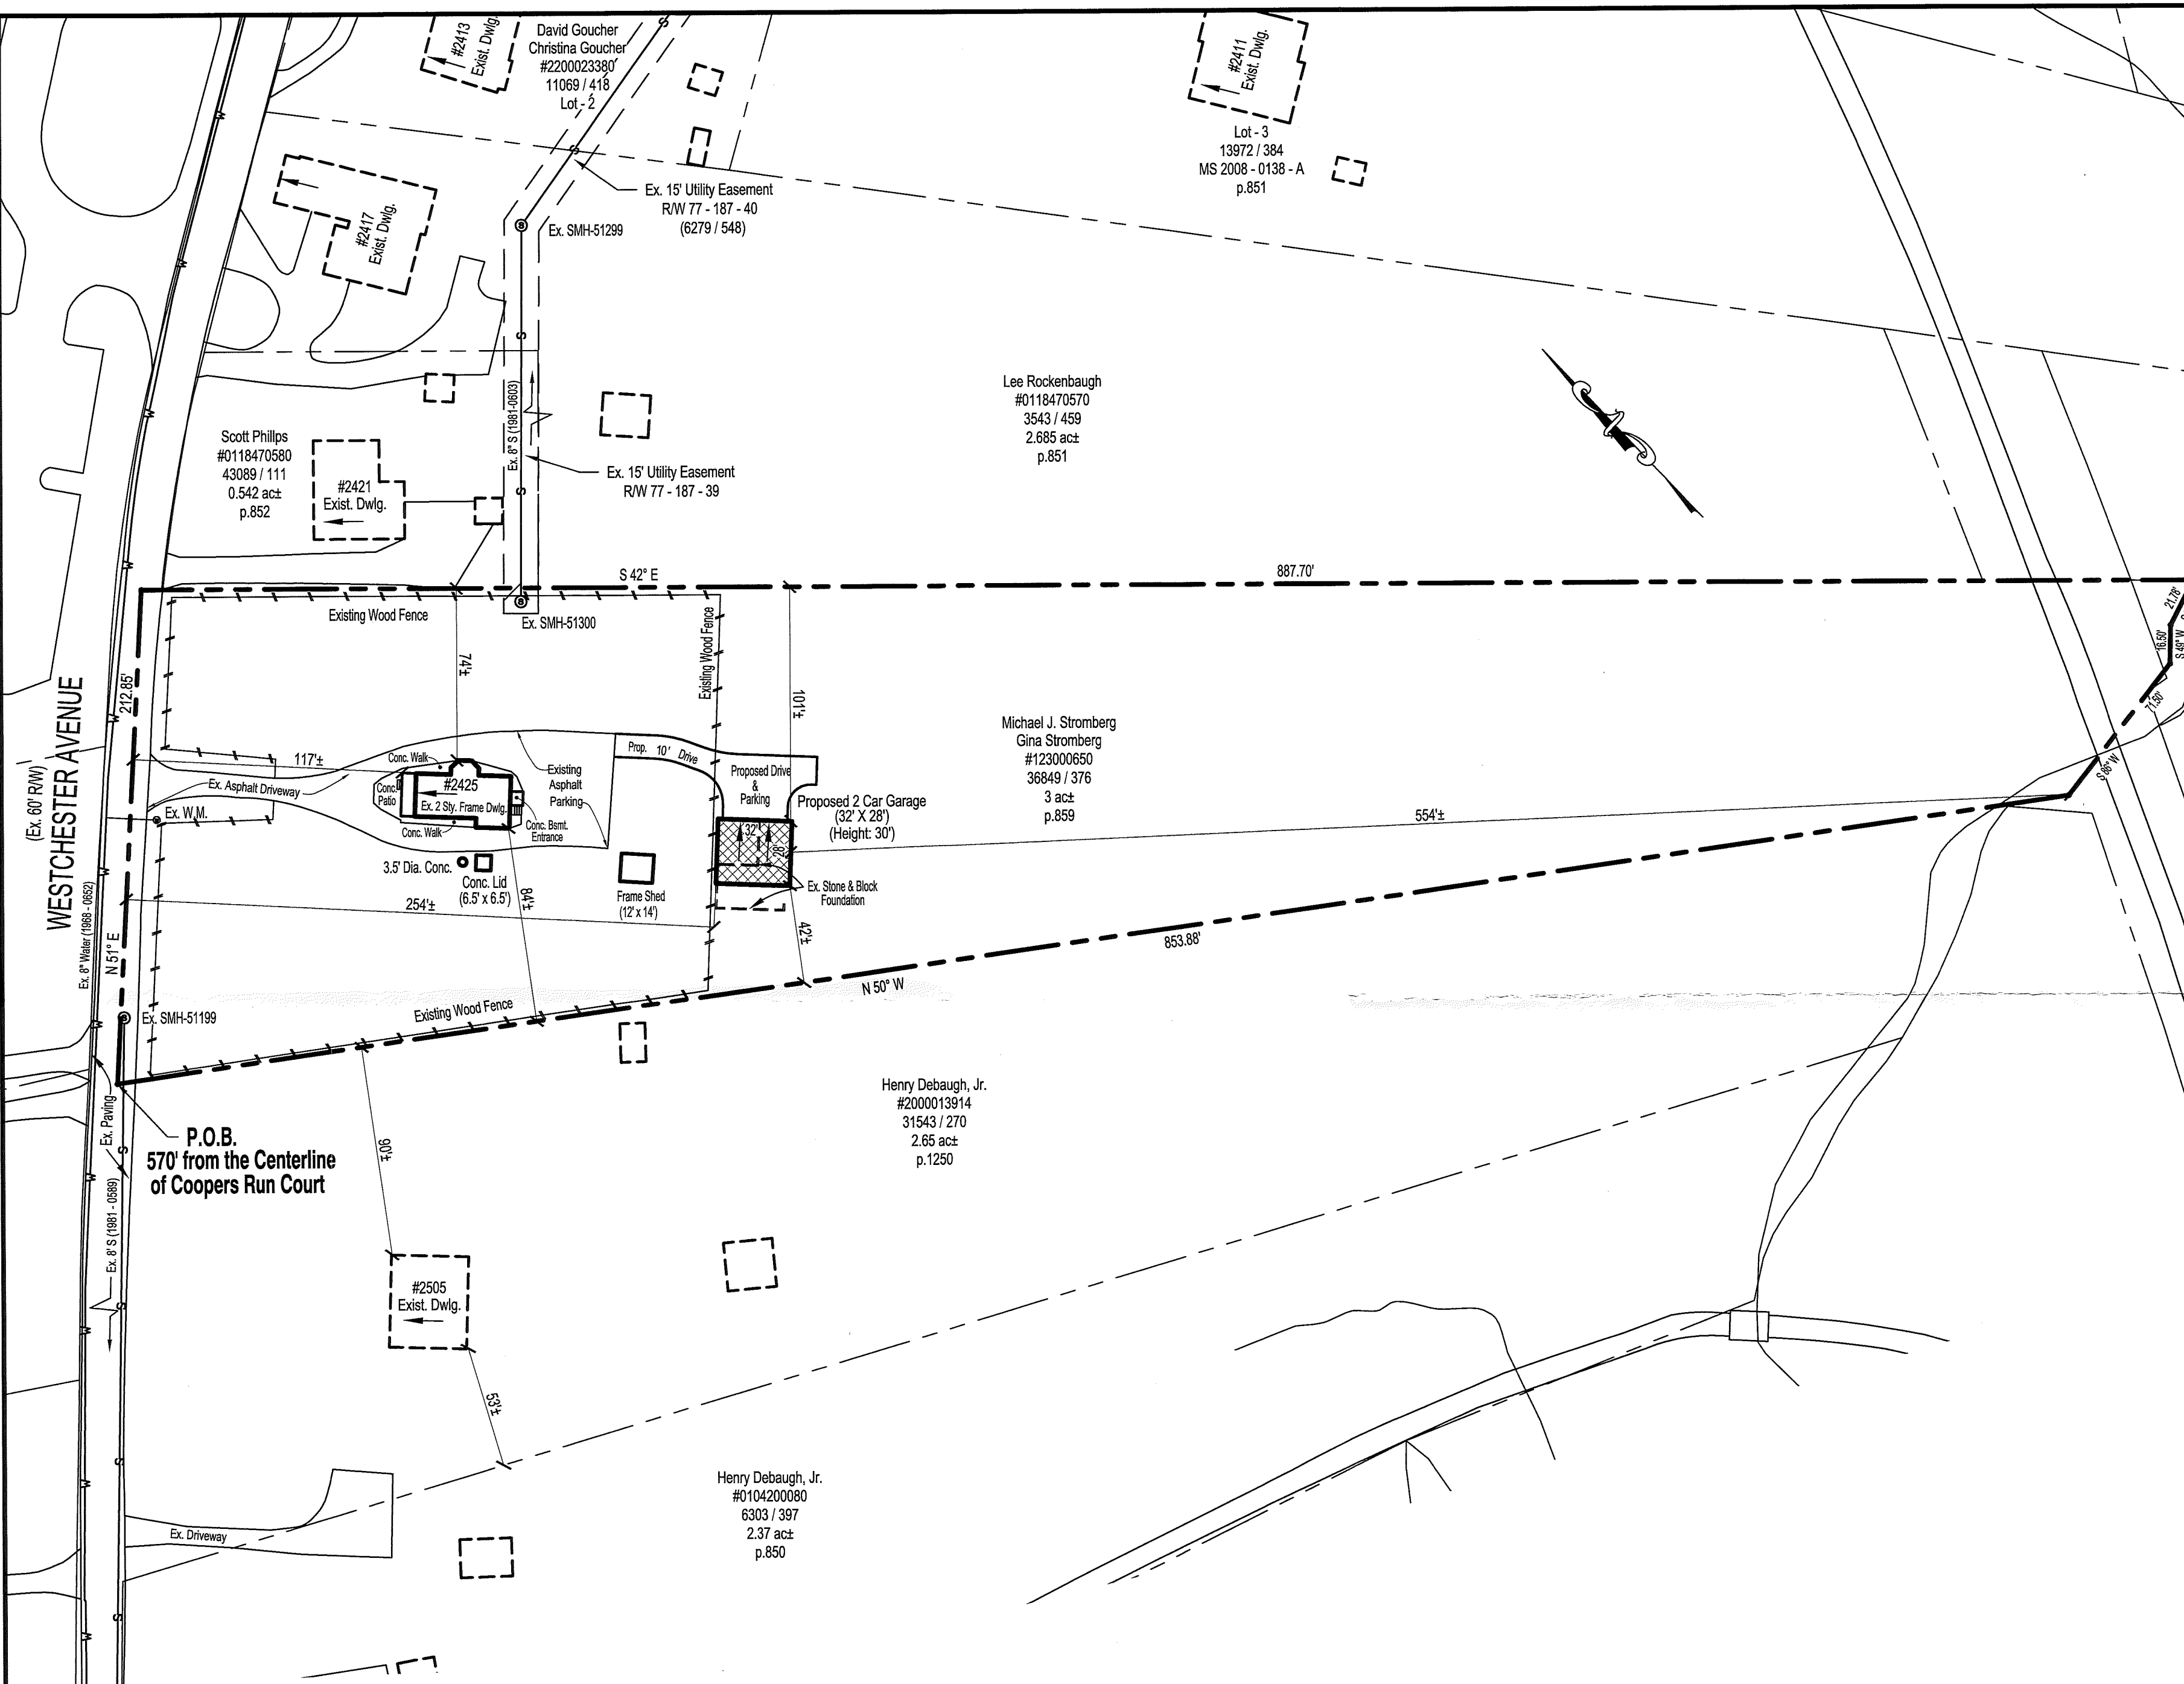 #2413
Exist. Dwlg.
David Goucher
Christina Goucher
#2200023380
11069 / 418
Lot - 2
S
#2411
Exist. Dwlg.
Lot - 3
13972 / 384
MS 2008 - 0138 - A
p.851
W
S
#2417
Exist. Dwlg.
Ex. 15' Utility Easement
R/W 77 - 187 - 40
(6279 / 548)
Ex. SMH-51299
W
S
W
Ex. 8" S (1981-0603)
Lee Rockenbaugh
#0118470570
3543 / 459
2.685 ac±
p.851
Scott Phillps
#0118470580
43089 / 111
0.542 ac±
p.852
#2421
Exist. Dwlg.
S
Ex. 15' Utility Easement
R/W 77 - 187 - 39
W
S 42° E
887.70'
Existing Wood Fence
Ex. SMH-51300
Existing Wood Fence
74'±
101'±
212.85'
21.78'
16.50'
S 49° W
71.50'
S 86° W
WESTCHESTER AVENUE
(Ex. 60' R/W)
W
117'±
Conc. Walk
Ex. Asphalt Driveway
Conc.
Patio
#2425
Ex. 2 Sty. Frame Dwlg.
Conc. Walk
Conc. Bsmt.
Entrance
Existing
Asphalt
Parking
Prop. 10' Drive
Proposed Drive
&
Parking
Proposed 2 Car Garage
(32' X 28')
(Height: 30')
32'
28'
Michael J. Stromberg
Gina Stromberg
#123000650
36849 / 376
3 ac±
p.859
554'±
Ex. W.M.
W
3.5' Dia. Conc.
Conc. Lid
(6.5' x 6.5')
Frame Shed
(12' x 14')
Ex. Stone & Block
Foundation
254'±
84'±
42'±
Ex. 8" Water (1968 - 0652)
N 51° E
853.88'
N 50° W
Existing Wood Fence
Ex. SMH-51199
W
W
Ex. Paving
P.O.B.
570' from the Centerline
of Coopers Run Court
S
W
90'±
Henry Debaugh, Jr.
#2000013914
31543 / 270
2.65 ac±
p.1250
Ex. 8' S (1981 - 0589)
#2505
Exist. Dwlg.
S
W
53'±
S
W
Henry Debaugh, Jr.
#0104200080
6303 / 397
2.37 ac±
p.850
Ex. Driveway
S
W